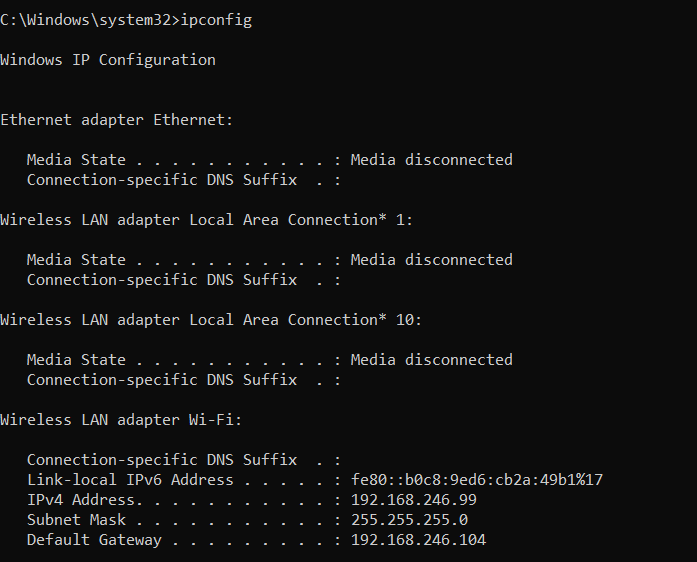 C:\Windows\system32>ipconfig
Windows IP Configuration
Ethernet adapter Ethernet:
   Media State . . . . . . . . . . . : Media disconnected
   Connection-specific DNS Suffix  . :
Wireless LAN adapter Local Area Connection* 1:
   Media State . . . . . . . . . . . : Media disconnected
   Connection-specific DNS Suffix  . :
Wireless LAN adapter Local Area Connection* 10:
   Media State . . . . . . . . . . . : Media disconnected
   Connection-specific DNS Suffix  . :
Wireless LAN adapter Wi-Fi:
   Connection-specific DNS Suffix  . :
   Link-local IPv6 Address . . . . . : fe80::b0c8:9ed6:cb2a:49b1%17
   IPv4 Address. . . . . . . . . . . : 192.168.246.99
   Subnet Mask . . . . . . . . . . . : 255.255.255.0
   Default Gateway . . . . . . . . . : 192.168.246.104